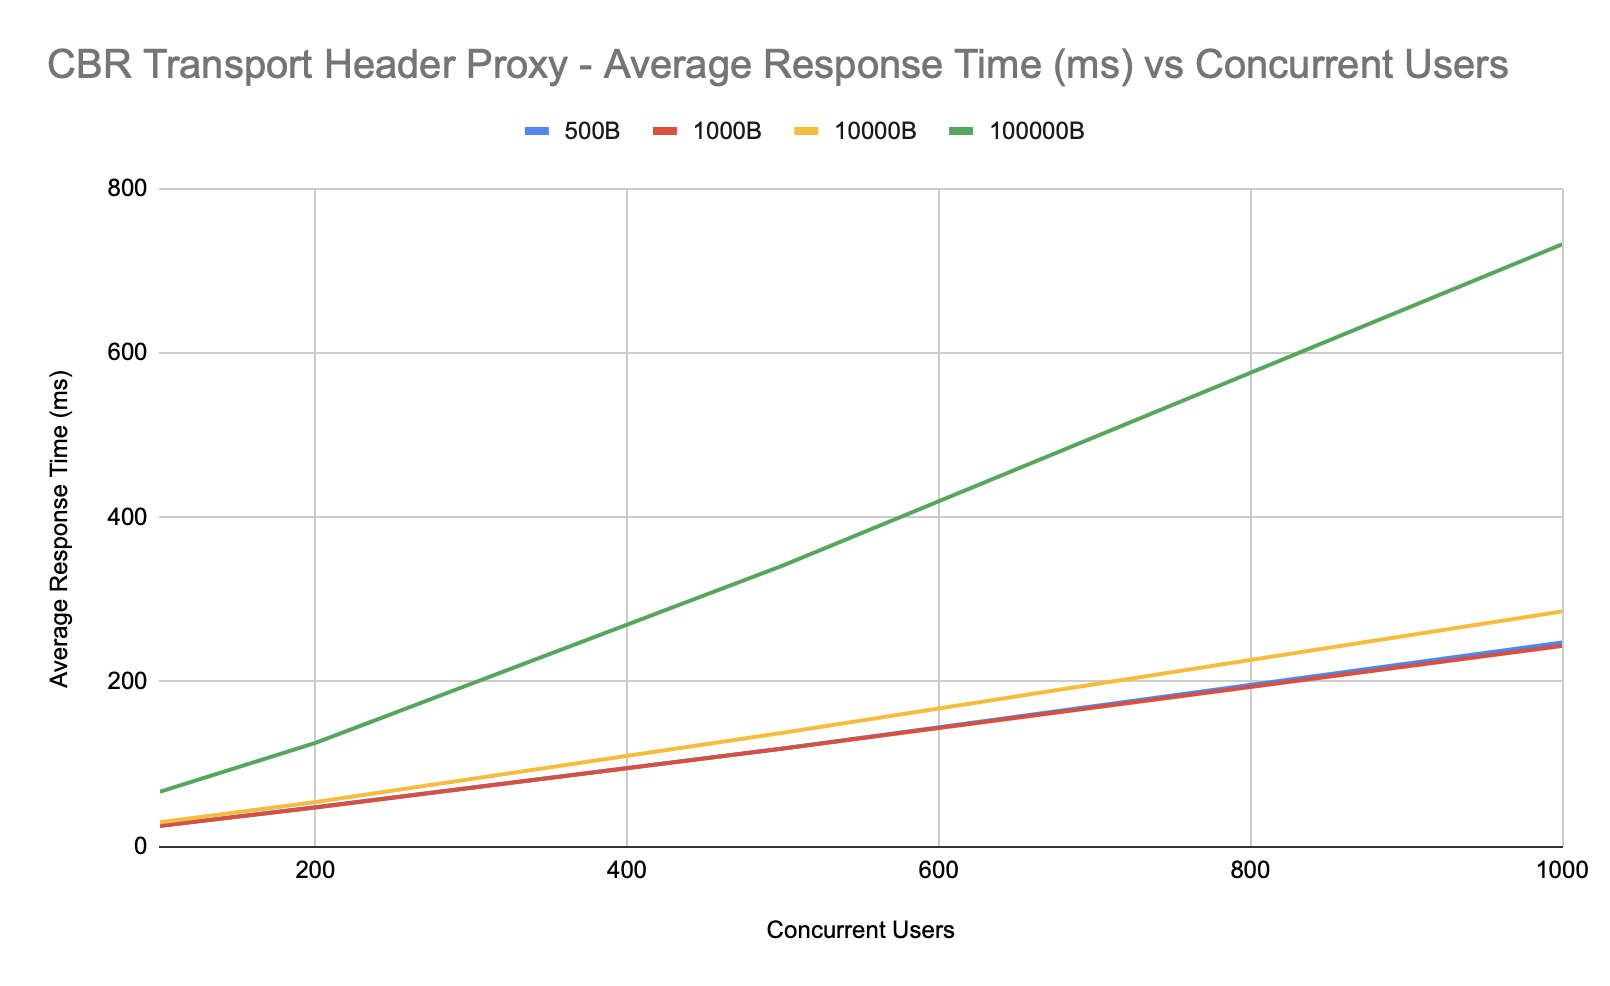 CBR Transport Header Proxy - Average Response Time (ms) vs Concurrent Users
500B 1000B 10000B 100000B
800
600
400
200
0
Average Response Time (ms)
200 400 600 800 1000
Concurrent Users